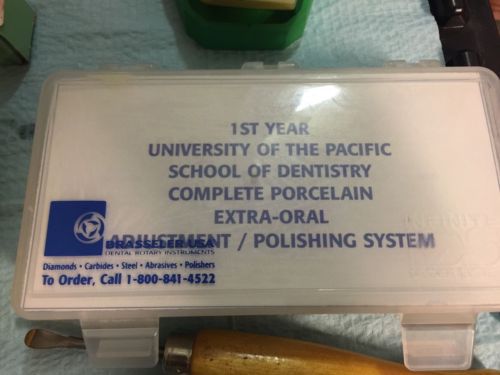 1ST YEAR
UNIVERSITY OF THE PACIFIC
SCHOOL OF DENTISTRY
COMPLETE PORCELAIN
EXTRA-ORAL
ADJUSTMENT / POLISHING SYSTEM
BRASSELER USA
DENTAL ROTARY INSTRUMENTS
Diamonds • Carbides • Steel • Abrasives • Polishers
To Order, Call 1-800-841-4522